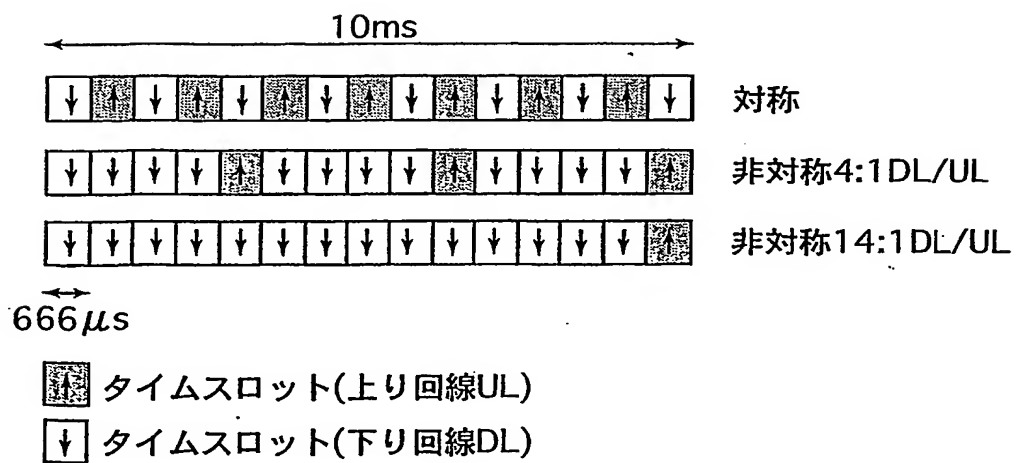 10ms
対称
非対称4:1DL/UL
非対称14:1DL/UL
666μs
タイムスロット(上り回線UL)
タイムスロット(下り回線DL)